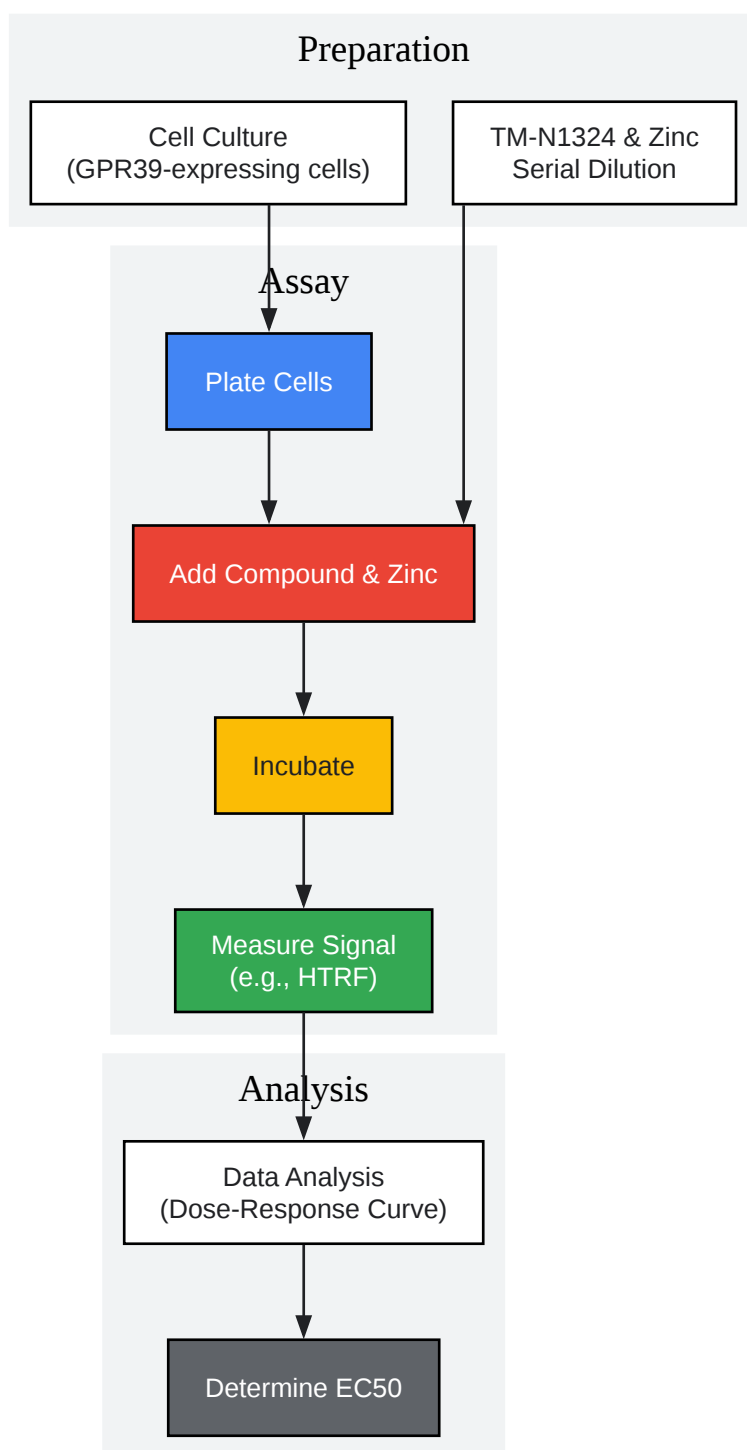 Preparation
Cell Culture
(GPR39-expressing cells)
TM-N1324 & Zinc
Serial Dilution
Assay
Plate Cells
Add Compound & Zinc
Incubate
Measure Signal
(e.g., HTRF)
Analysis
Data Analysis
(Dose-Response Curve)
Determine EC50